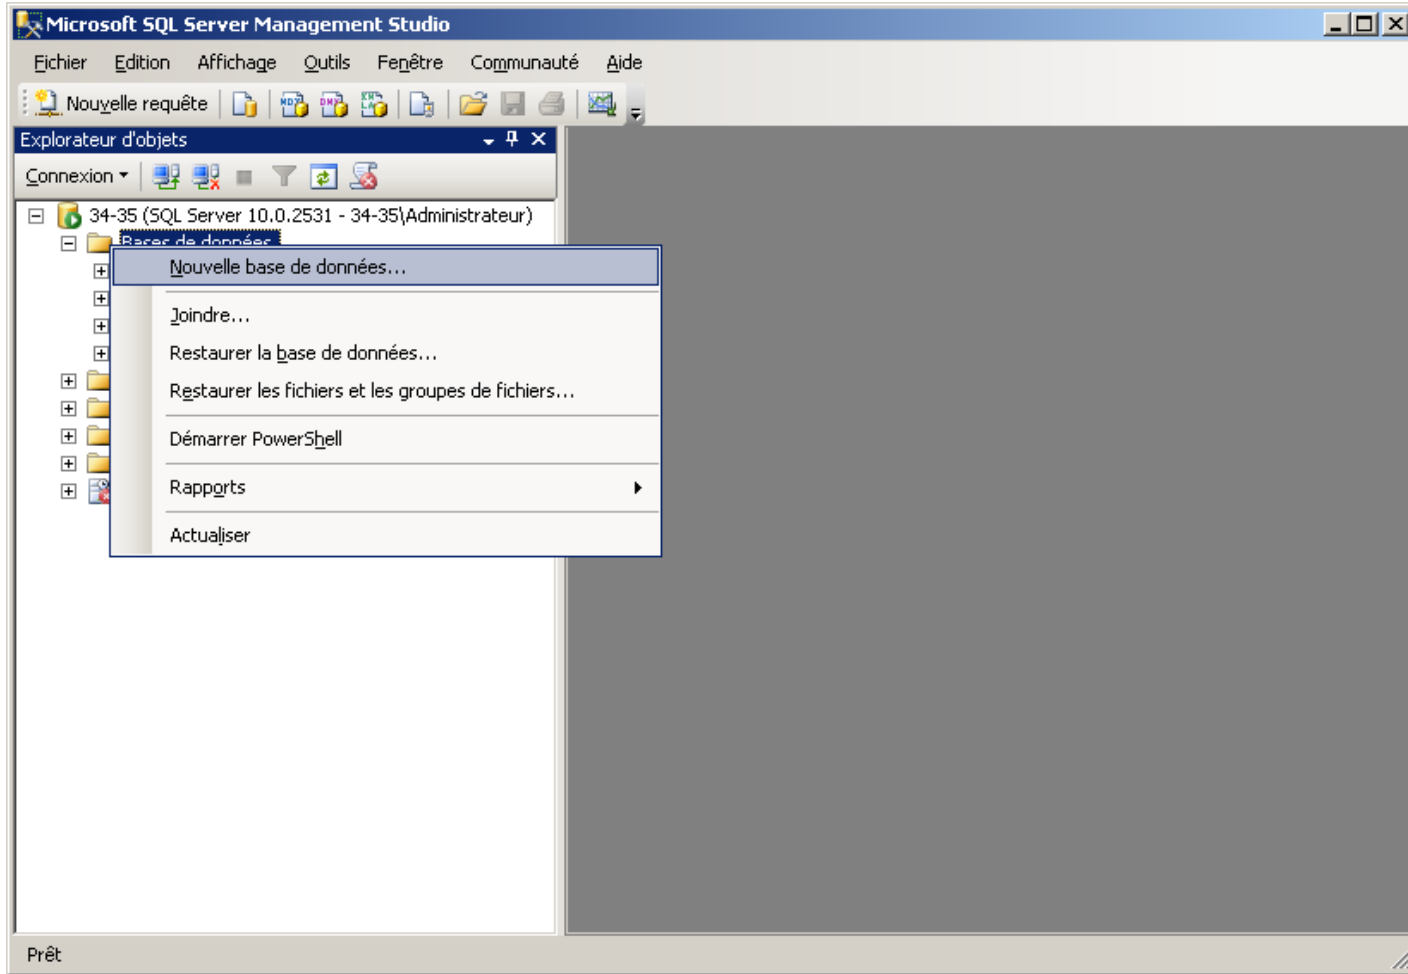 Microsoft SQL Server Management Studio
Fichier Edition Affichage Outils Fenêtre Communauté Aide
Nouvelle requête
Explorateur d'objets
Connexion
34-35 (SQL Server 10.0.2531 - 34-35\Administrateur)
Bases de données
Nouvelle base de données...
Joindre...
Restaurer la base de données...
Restaurer les fichiers et les groupes de fichiers...
Démarrer PowerShell
Rapports
Actualiser
Prêt